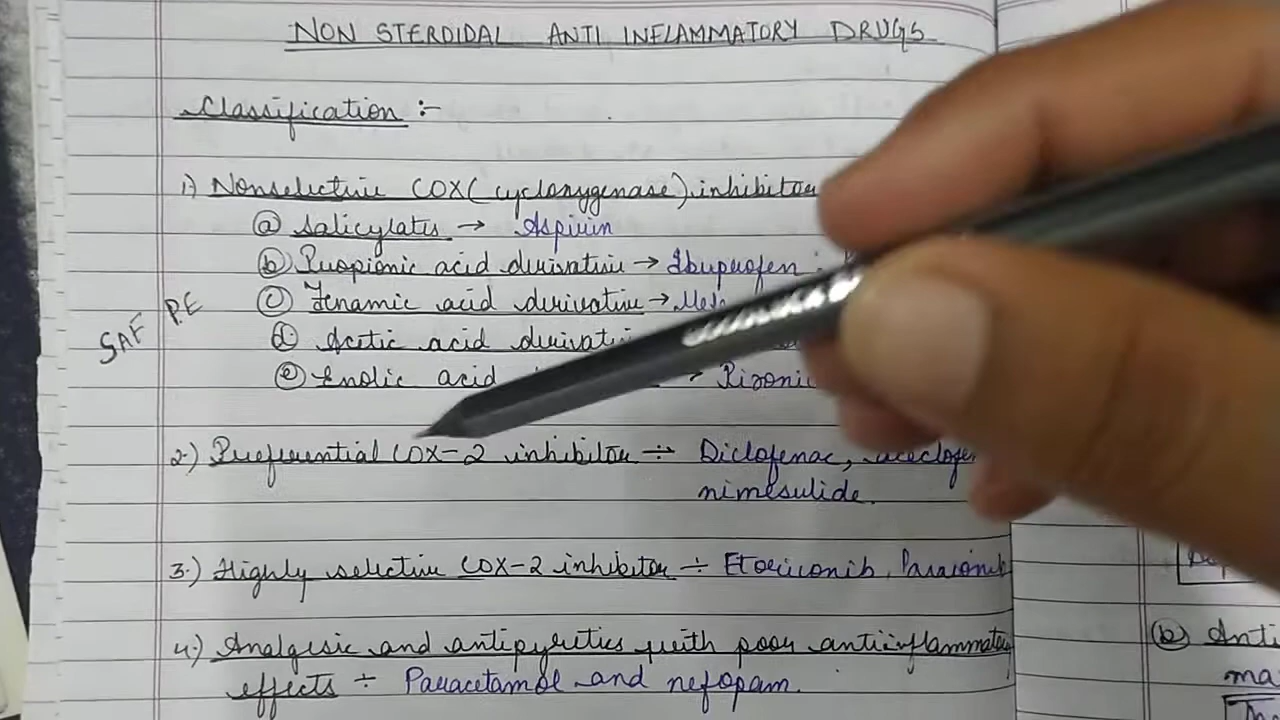 NON STEROIDAL ANTI INFLAMMATORY DRUGS
Classification :-
1) Nonselective COX (cyclooxygenase) inhibitor
a) Salicylates → Aspirin
b) Propionic acid derivative → Ibuprofen
c) Fenamic acid derivative →
d) Acetic acid
e) Enolic acid →
SAF P.E
2) Preferential COX-2 inhibitor ÷ Diclofenac,
nimesulide.
3.) Highly selective COX-2 inhibitor ÷ Etoricoxib, Parecoxib
4.) Analgesic and antipyretics with poor antiinflammatory
effects ÷ Paracetamol and nefopam.
b) Anti